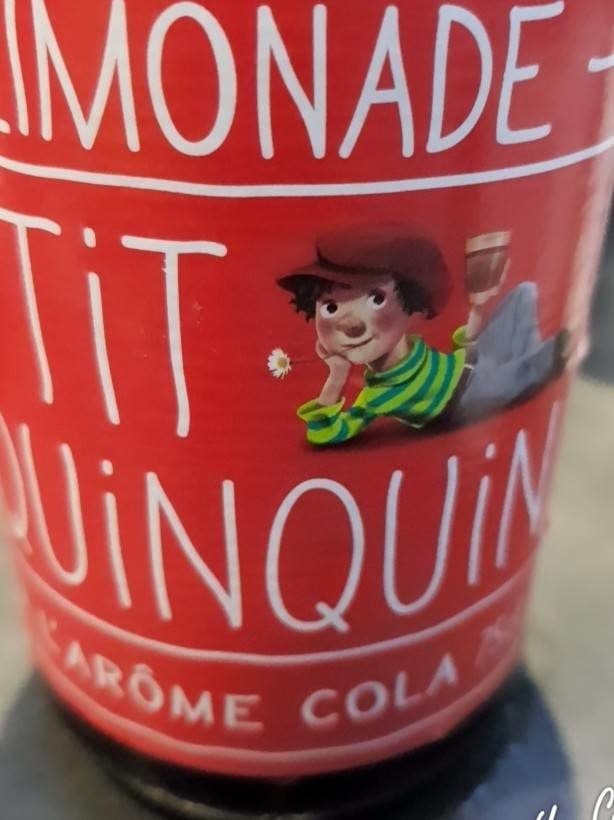 LIMONADE -
TiT
QUiNQUiN
L'ARÔME COLA